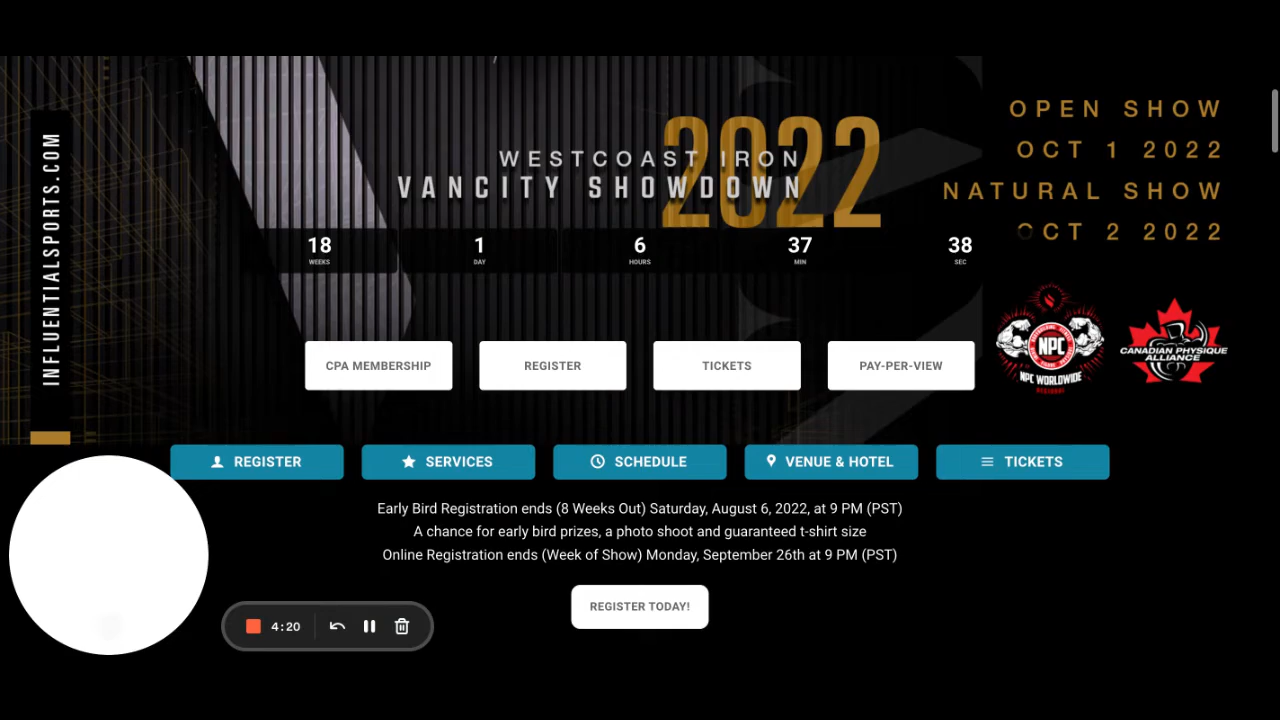 INFLUENTIALSPORTS.COM
2022
WESTCOAST IRON
VANCITY SHOWDOWN
OPEN SHOW
OCT 1 2022
NATURAL SHOW
OCT 2 2022
18 1 6 37 38
WEEKS DAY HOURS MIN SEC
CPA MEMBERSHIP REGISTER TICKETS PAY-PER-VIEW
NPC
NPC WORLDWIDE
REGIONAL
CANADIAN PHYSIQUE
ALLIANCE
REGISTER SERVICES SCHEDULE VENUE & HOTEL TICKETS
Early Bird Registration ends (8 Weeks Out) Saturday, August 6, 2022, at 9 PM (PST)
A chance for early bird prizes, a photo shoot and guaranteed t-shirt size
Online Registration ends (Week of Show) Monday, September 26th at 9 PM (PST)
REGISTER TODAY!
4:20